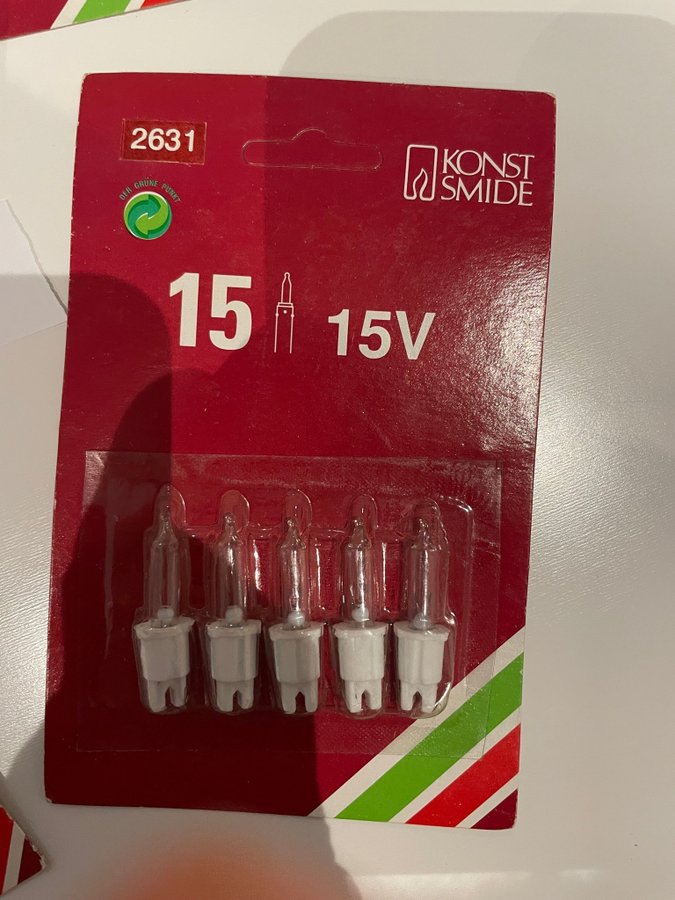 2631
KONST
SMIDE
DER GRÜNE PUNKT
15
15V